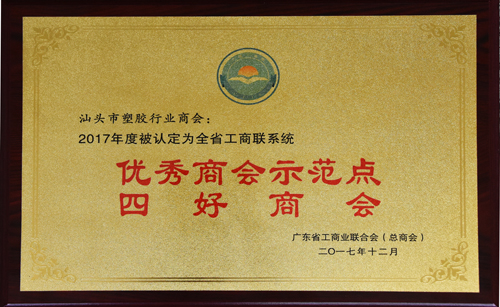 汕头市塑胶行业商会：
2017年度被认定为全省工商联系统
优秀商会示范点
四好商会
广东省工商业联合会（总商会）
二〇一七年十二月